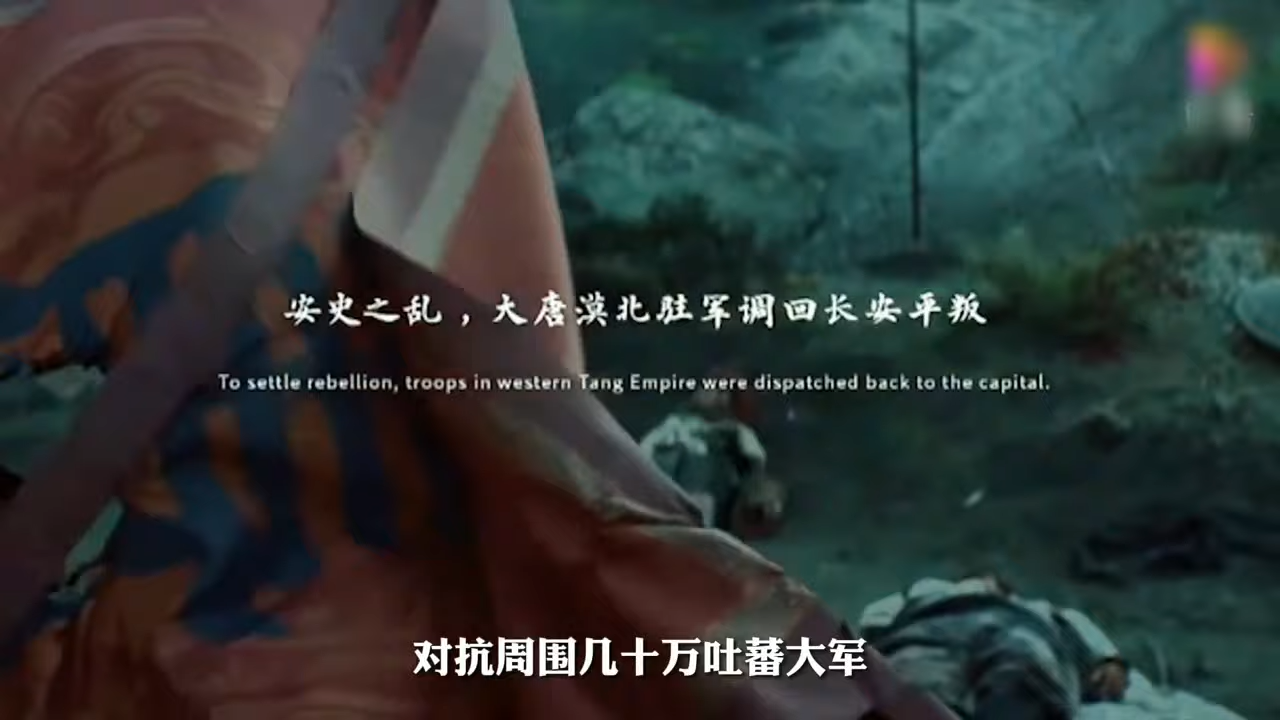 安史之乱，大唐漠北驻军调回长安平叛
To settle rebellion, troops in western Tang Empire were dispatched back to the capital.
对抗周围几十万吐蕃大军